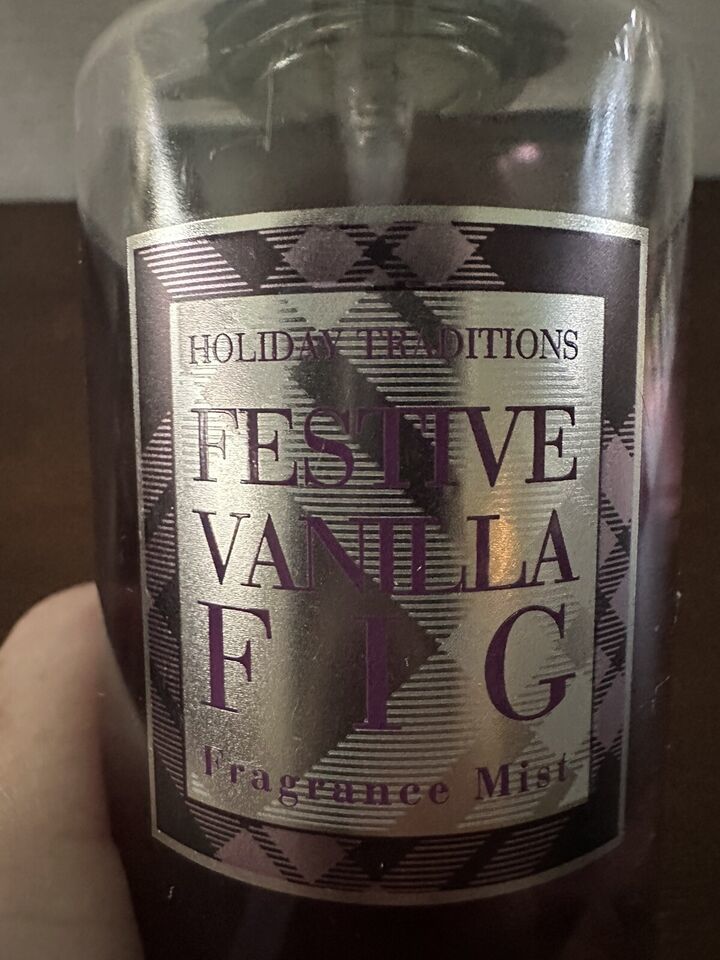 HOLIDAY TRADITIONS
FESTIVE
VANILLA
FIG
Fragrance Mist